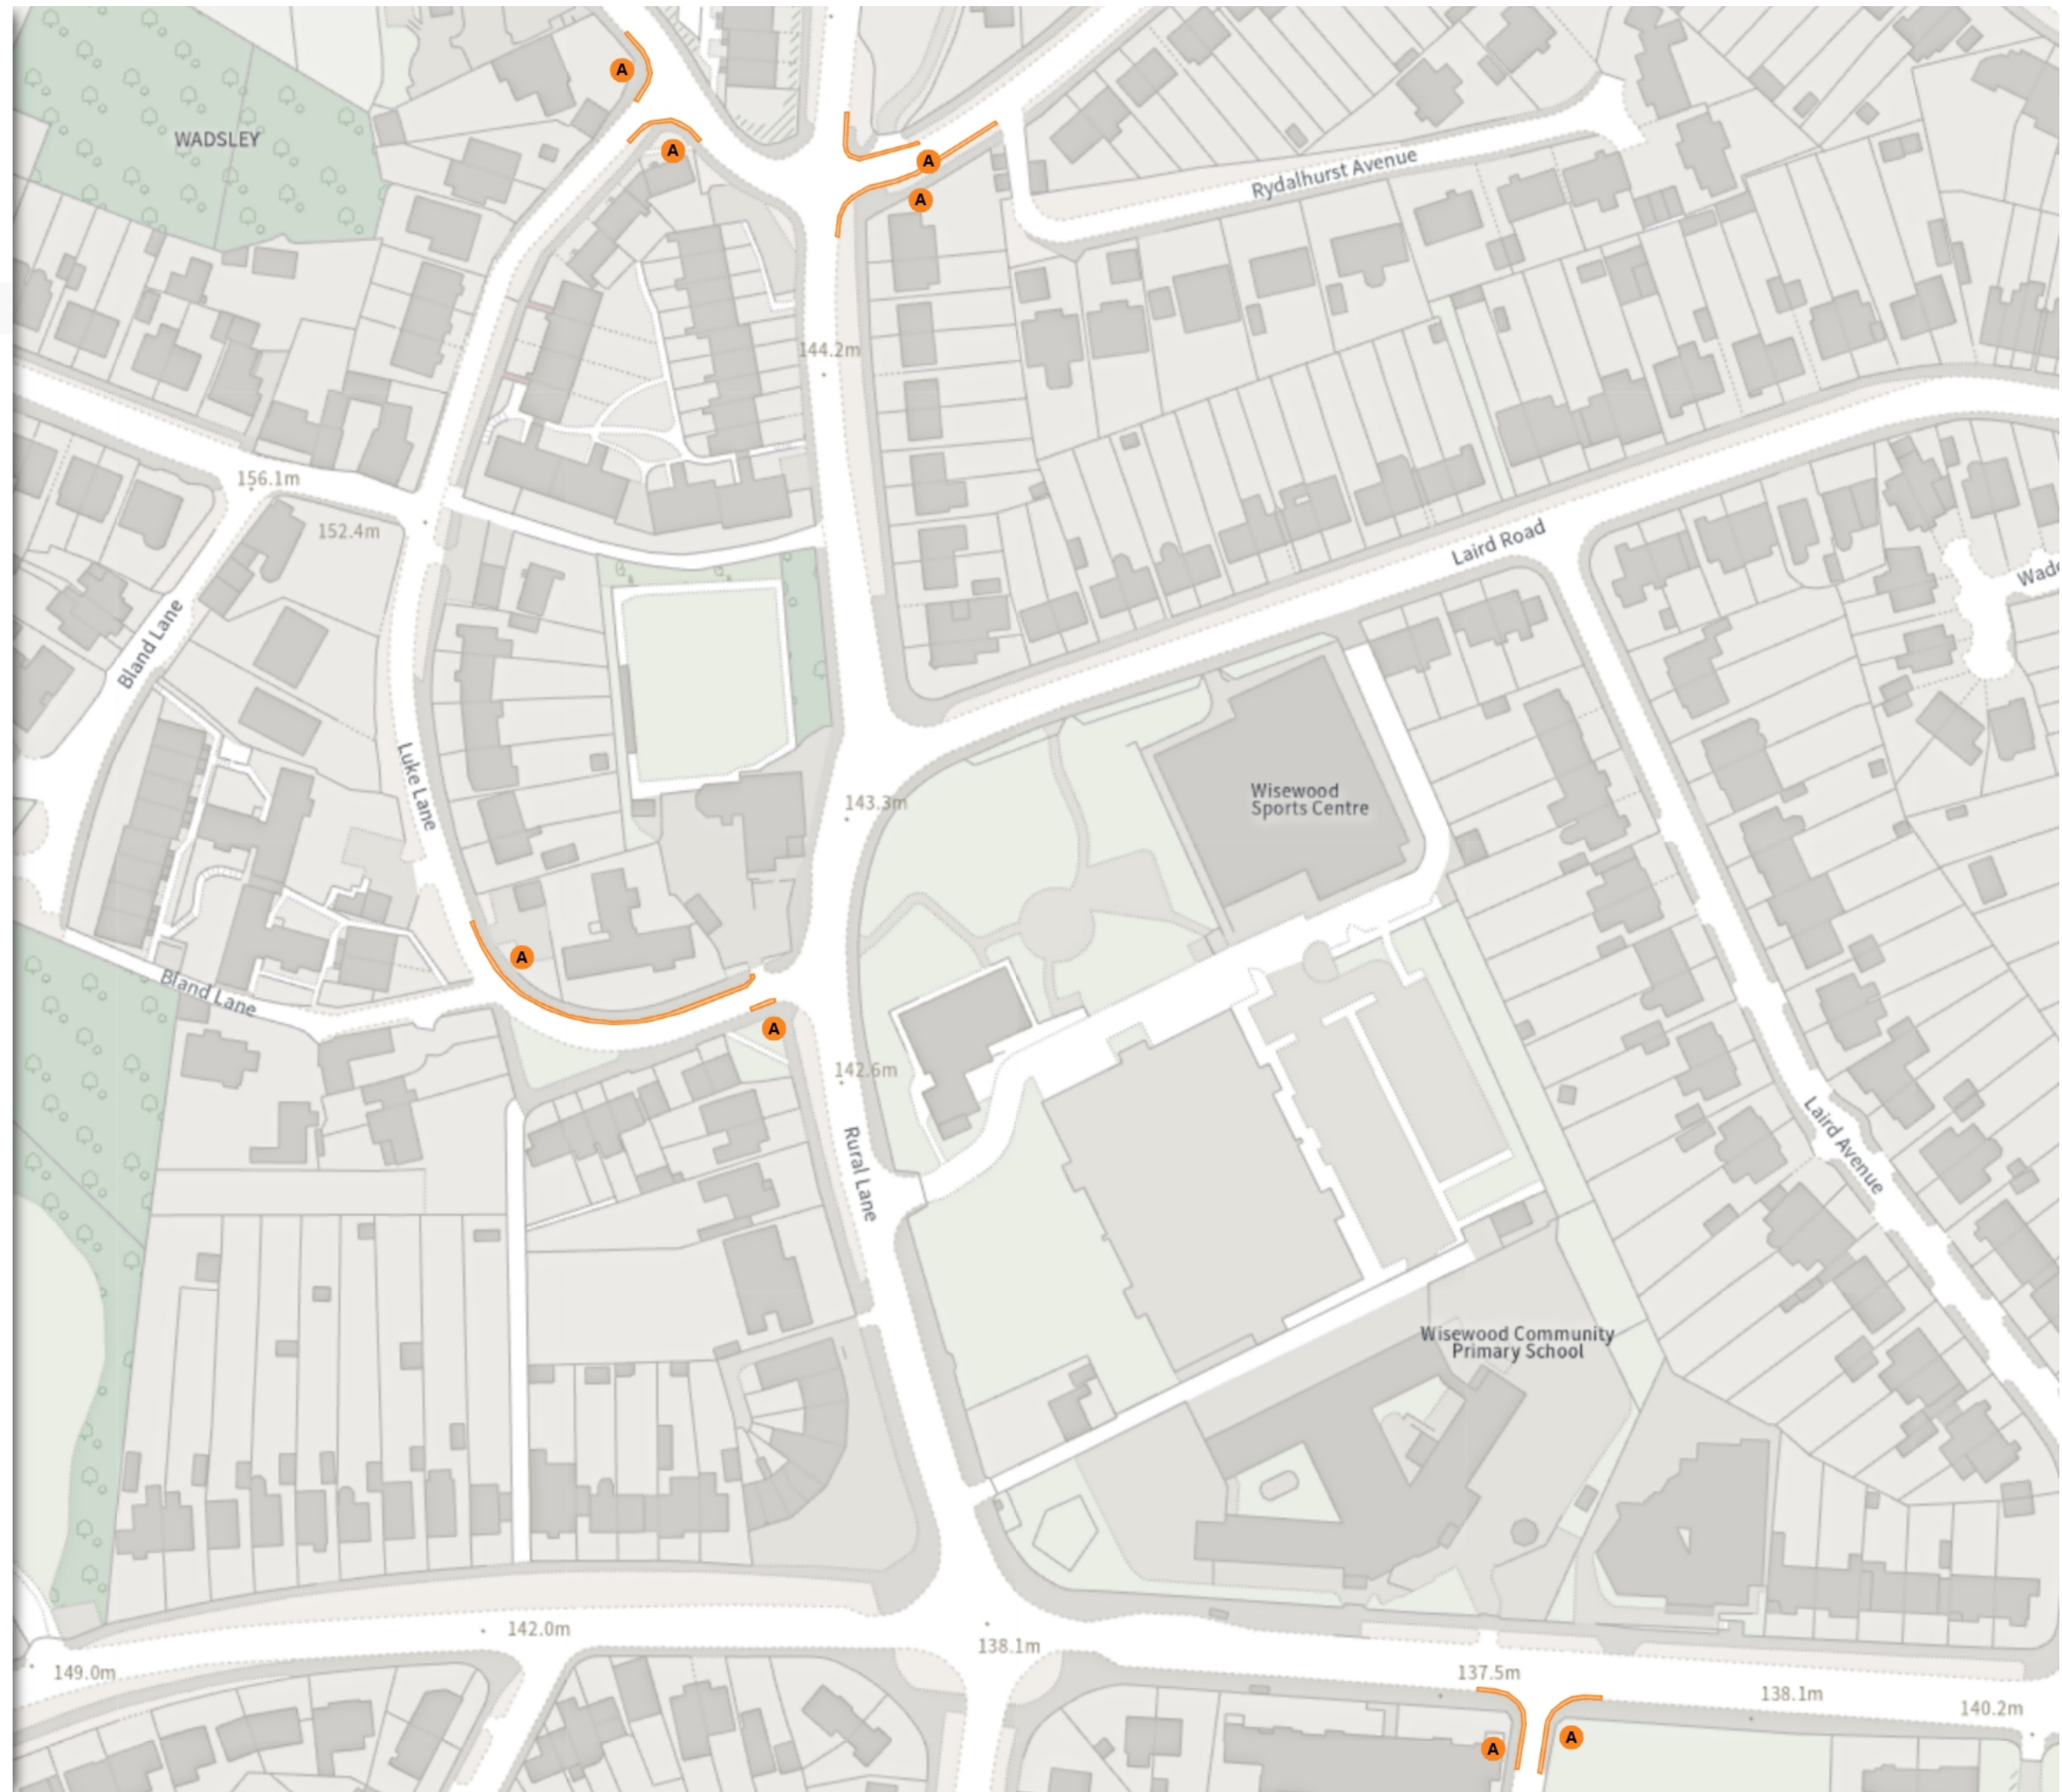 A
WADSLEY
A
A
Rydalhurst Avenue
A
144.2m
156.1m
152.4m
Laird Road
Bland Lane
Luke Lane
Wisewood
Sports Centre
143.3m
A
Bland Lane
A
142.6m
Rural Lane
Laird Avenue
Wisewood Community
Primary School
142.0m
138.1m
149.0m
137.5m
138.1m
140.2m
A
A